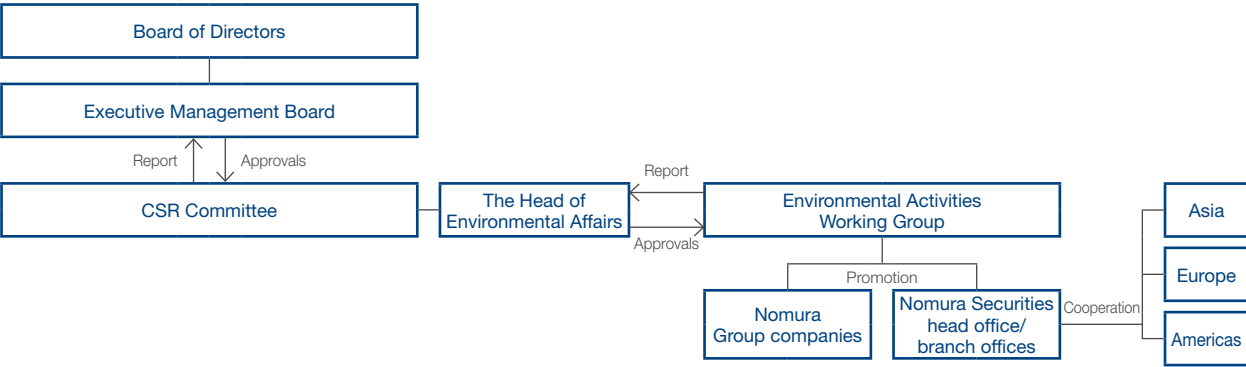 Board of Directors
Executive Management Board
Report
Approvals
CSR Committee
The Head of
Environmental Affairs
Report
Approvals
Environmental Activities
Working Group
Promotion
Nomura
Group companies
Nomura Securities
head office/
branch offices
Cooperation
Asia
Europe
Americas